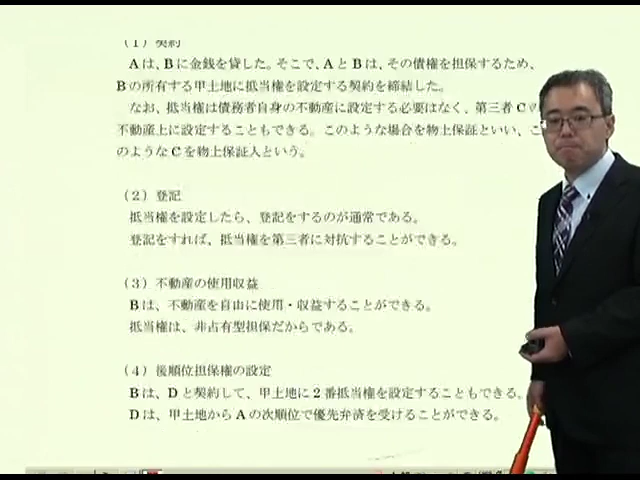 (1) 契約
Aは、Bに金銭を貸した。そこで、AとBは、その債権を担保するため、
Bの所有する甲土地に抵当権を設定する契約を締結した。
なお、抵当権は債務者自身の不動産に設定する必要はなく、第三者Cの
不動産上に設定することもできる。このような場合を物上保証といい、こ
のようなCを物上保証人という。
(2) 登記
抵当権を設定したら、登記をするのが通常である。
登記をすれば、抵当権を第三者に対抗することができる。
(3) 不動産の使用収益
Bは、不動産を自由に使用・収益することができる。
抵当権は、非占有型担保だからである。
(4) 後順位担保権の設定
Bは、Dと契約して、甲土地に2番抵当権を設定することもできる。
Dは、甲土地からAの次順位で優先弁済を受けることができる。